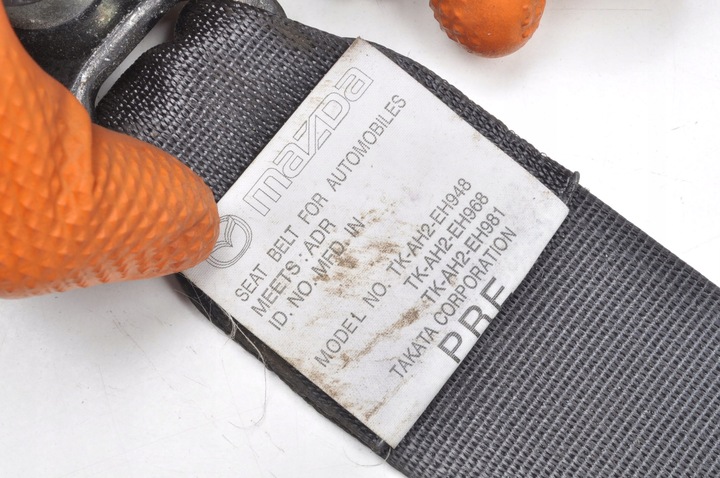 mazda
SEAT BELT FOR AUTOMOBILES
MEETS: ADR
ID. NO. MFD. IN
MODEL NO. TK-AH2-EH948
TK-AH2-EH968
TK-AH2-EH981
TAKATA CORPORATION
PRE